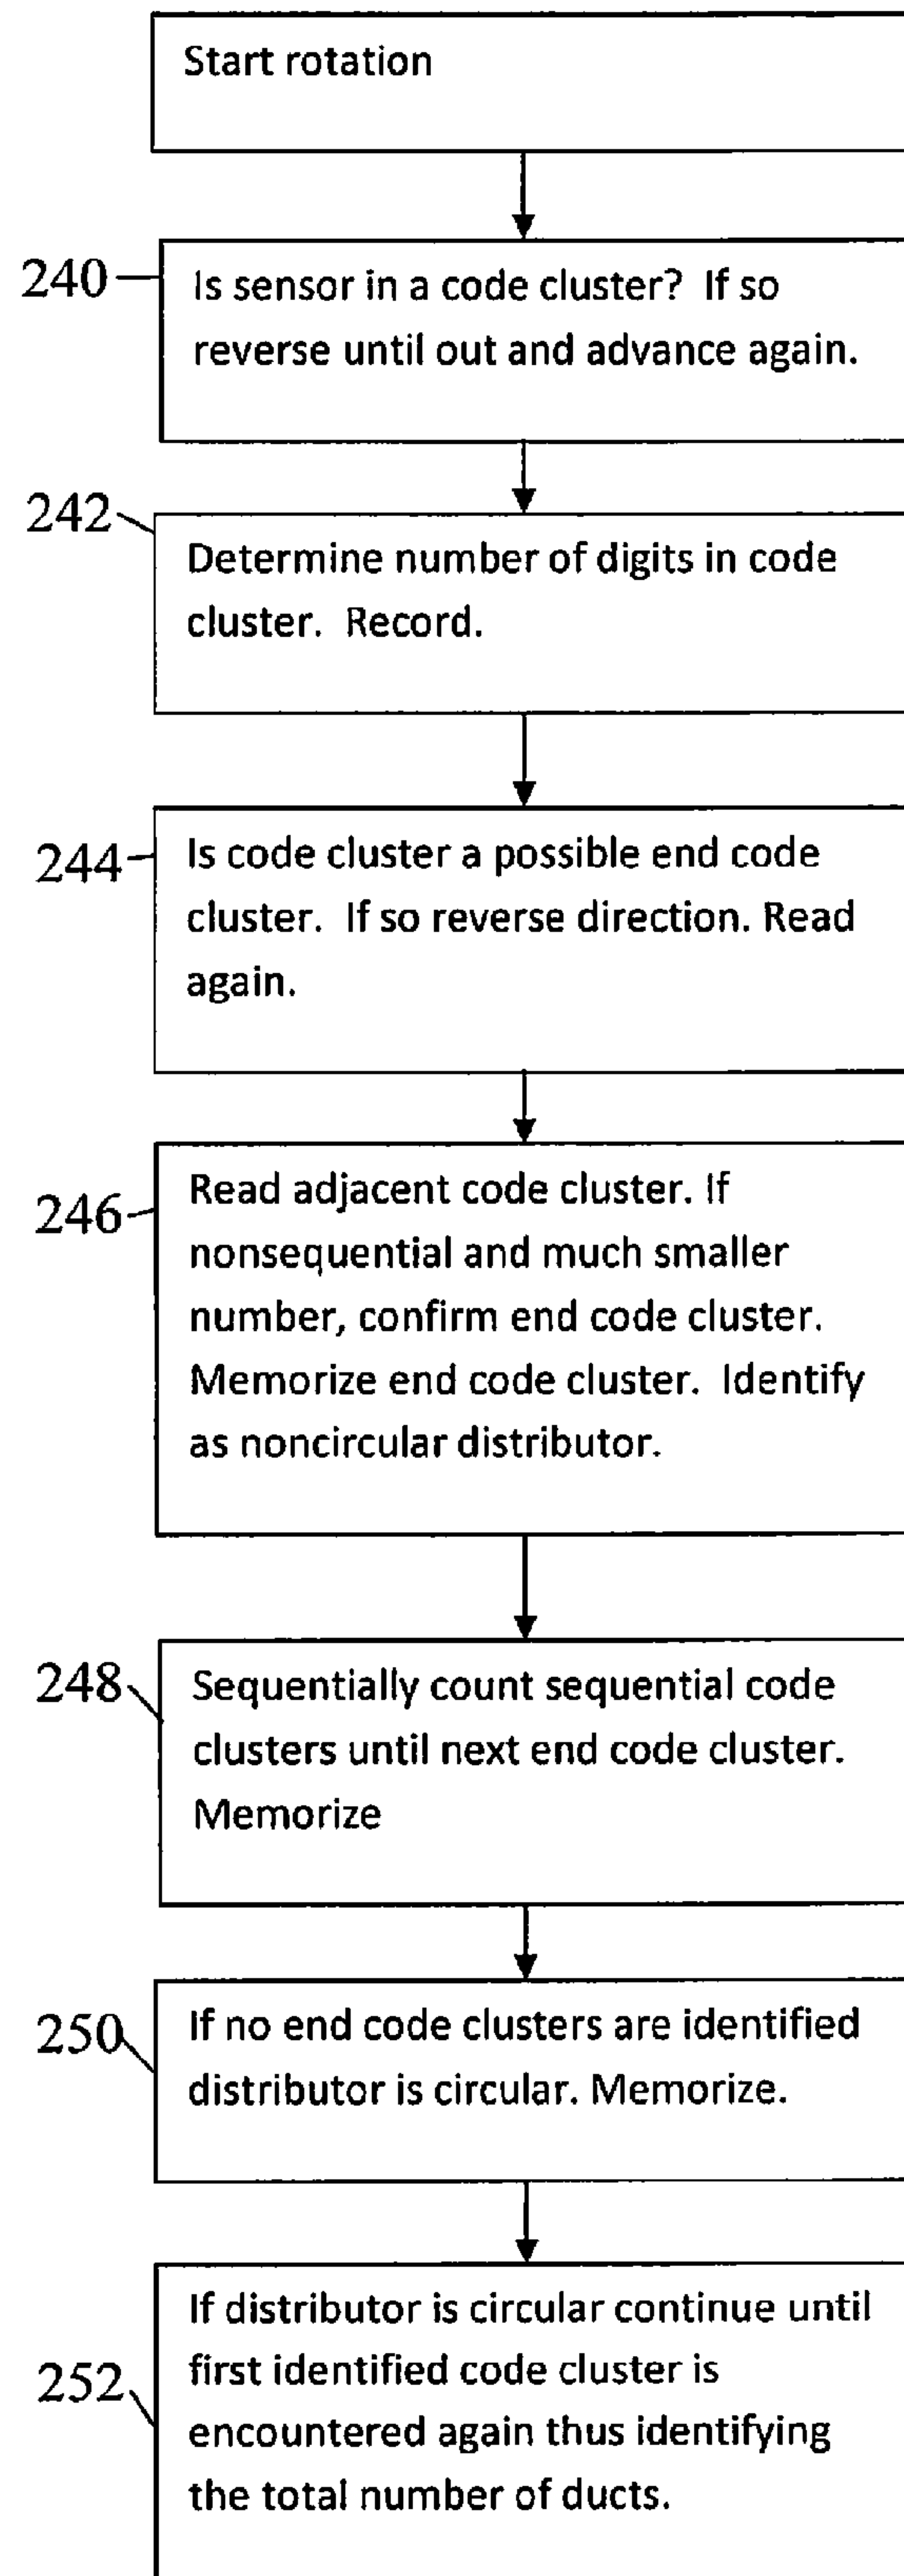 Start rotation
240
Is sensor in a code cluster? If so
reverse until out and advance again.
242
Determine number of digits in code
cluster. Record.
244
Is code cluster a possible end code
cluster. If so reverse direction. Read
again.
246
Read adjacent code cluster. If
nonsequential and much smaller
number, confirm end code cluster.
Memorize end code cluster. Identify
as noncircular distributor.
248
Sequentially count sequential code
clusters until next end code cluster.
Memorize
250
If no end code clusters are identified
distributor is circular. Memorize.
252
If distributor is circular continue until
first identified code cluster is
encountered again thus identifying
the total number of ducts.